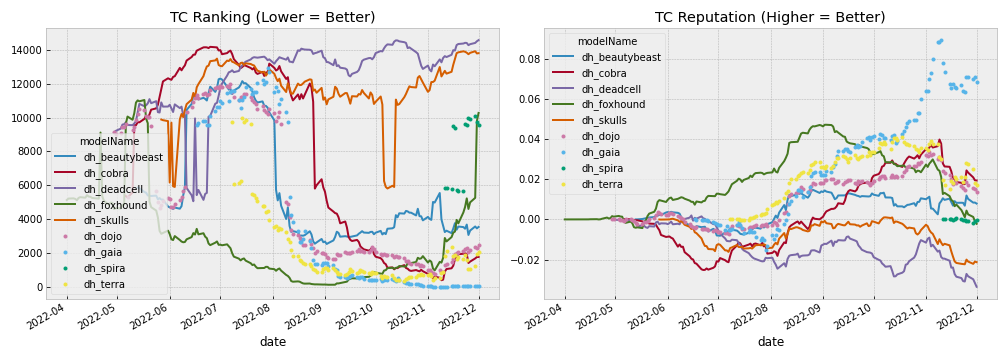 TC Ranking (Lower = Better)
14000
12000
10000
8000
6000
4000
2000
0
modelName
dh_beautybeast
dh_cobra
dh_deadcell
dh_foxhound
dh_skulls
dh_dojo
dh_gaia
dh_spira
dh_terra
2022-04
2022-05
2022-06
2022-07
2022-08
2022-09
2022-10
2022-11
2022-12
date
TC Reputation (Higher = Better)
0.08
0.06
0.04
0.02
0.00
−0.02
modelName
dh_beautybeast
dh_cobra
dh_deadcell
dh_foxhound
dh_skulls
dh_dojo
dh_gaia
dh_spira
dh_terra
2022-04
2022-05
2022-06
2022-07
2022-08
2022-09
2022-10
2022-11
2022-12
date